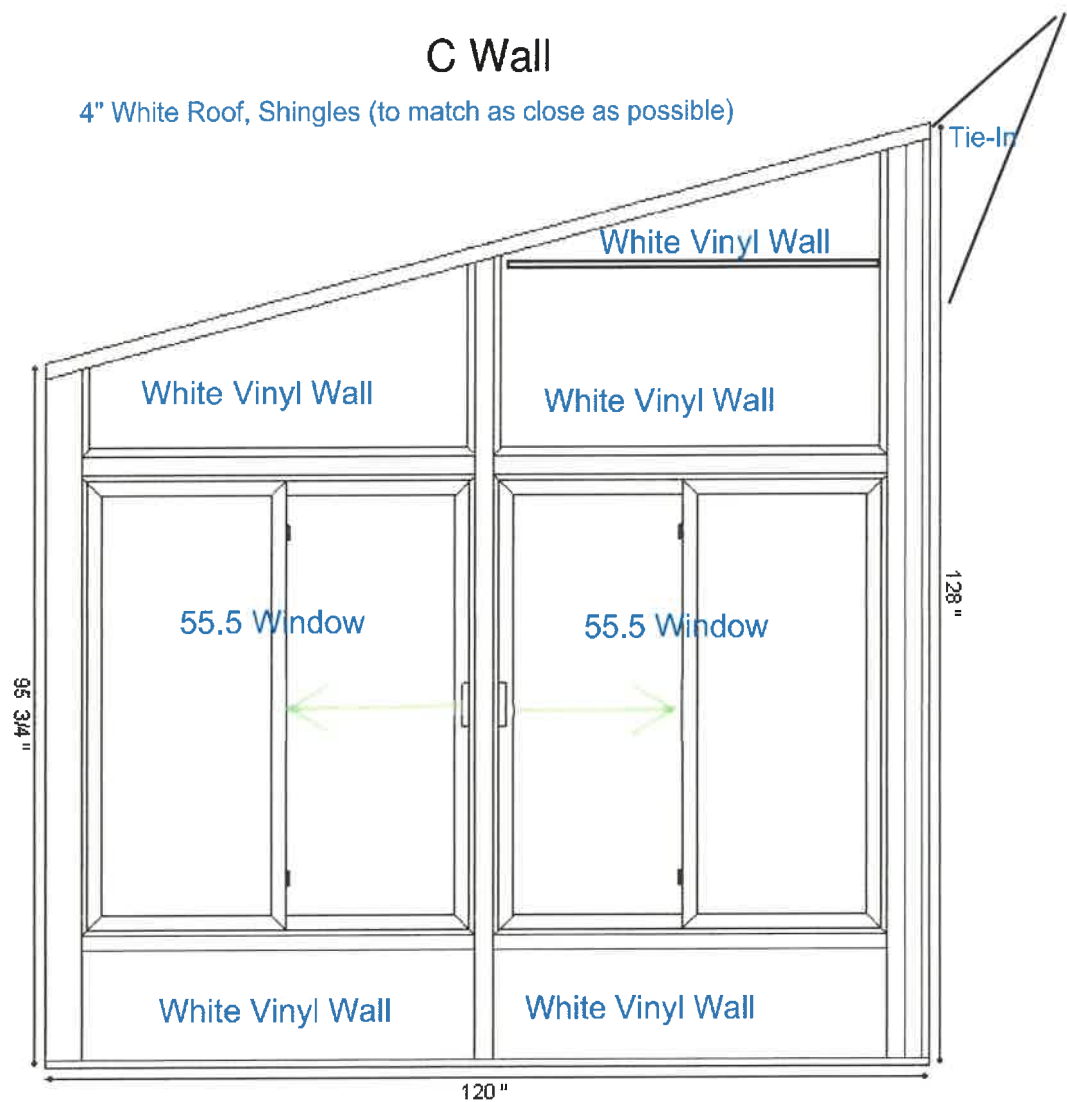 C Wall
4" White Roof, Shingles (to match as close as possible)
Tie-In
White Vinyl Wall
White Vinyl Wall
White Vinyl Wall
55.5 Window
55.5 Window
128"
95 3/4"
White Vinyl Wall
White Vinyl Wall
120"